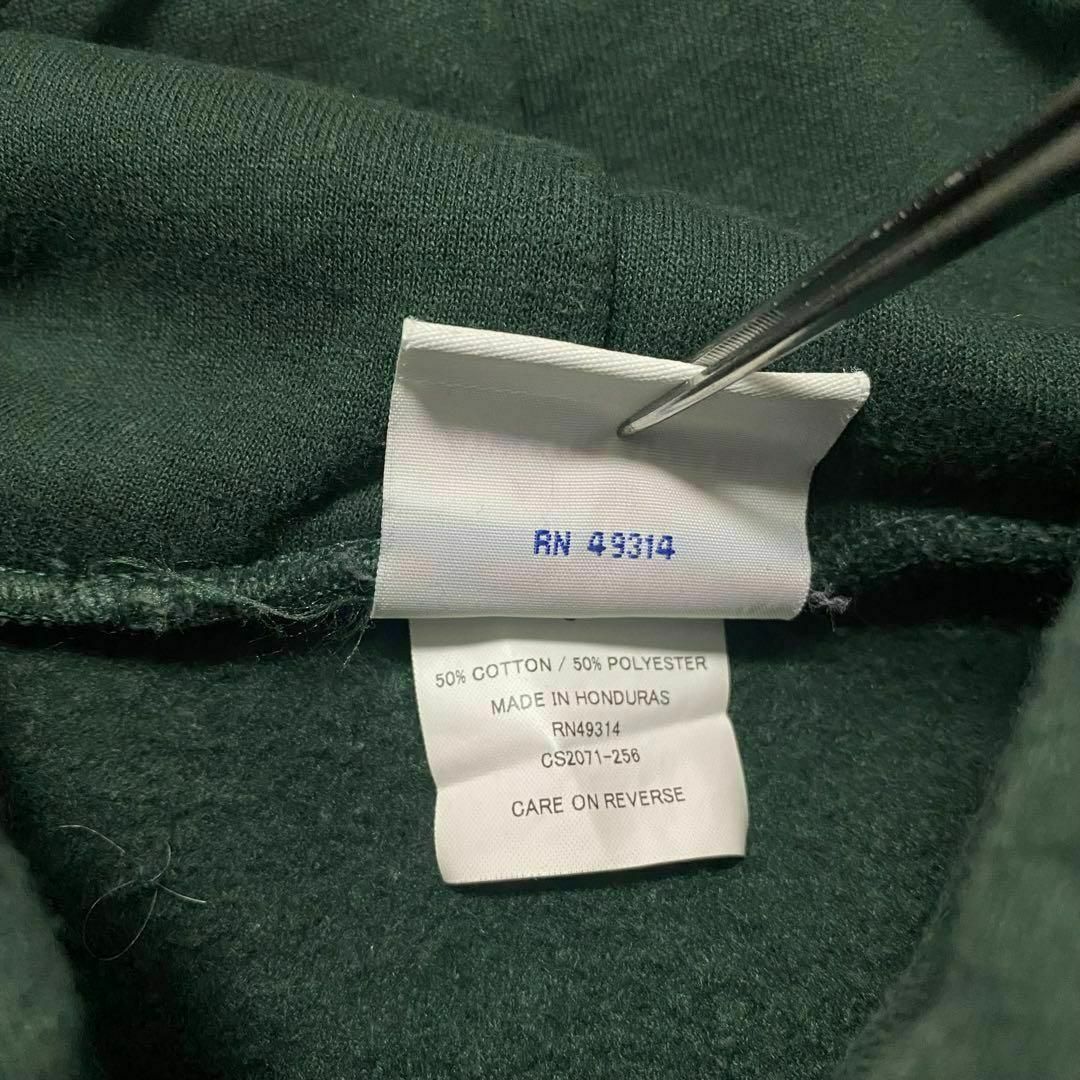 RN 49314
50% COTTON / 50% POLYESTER
MADE IN HONDURAS
RN49314
CS2071-256
CARE ON REVERSE